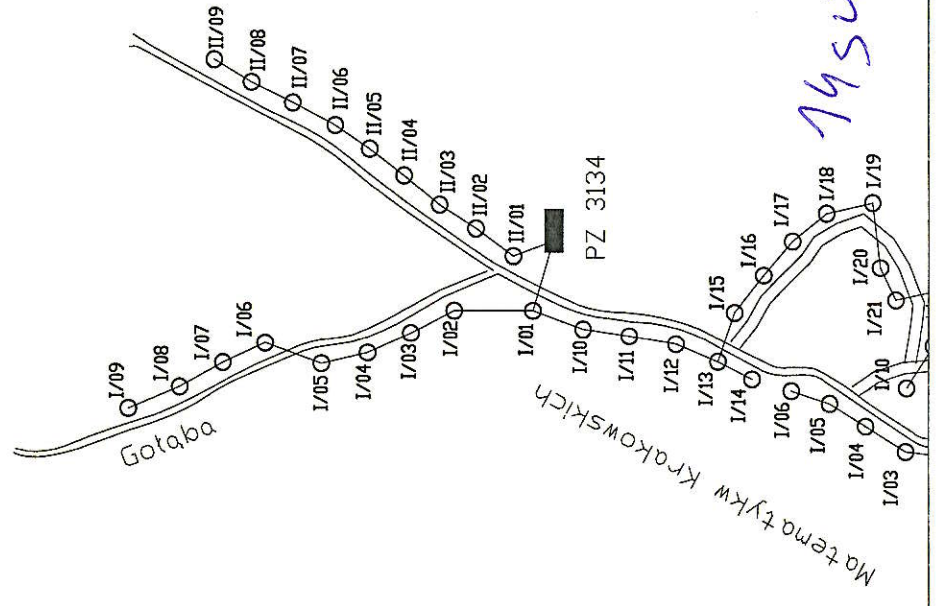 II/09
II/08
II/07
II/06
II/05
II/04
II/03
II/02
II/01
PZ 3134
I/09
I/08
I/07
I/06
I/05
I/04
I/03
I/02
I/01
Gołąba
I/10
I/11
I/12
I/13
I/14
I/15
I/16
I/17
I/18
I/19
I/20
I/21
I/10
I/06
I/05
I/04
I/03
Matematykw Krakowskich